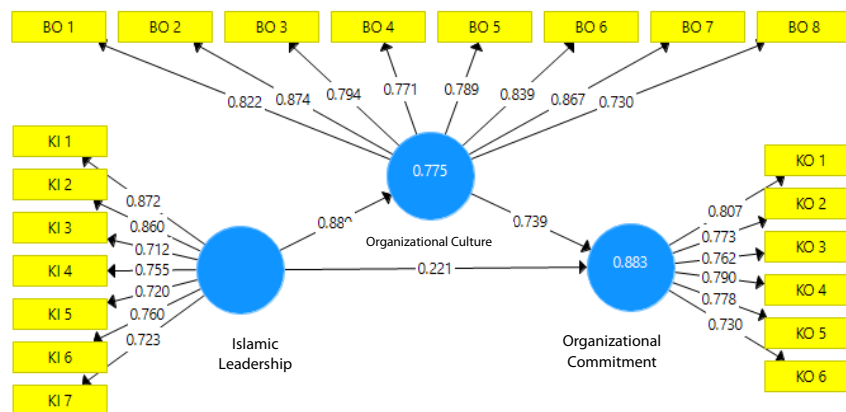 BO 1 BO 2 BO 3 BO 4 BO 5 BO 6 BO 7 BO 8
0.822 0.874 0.794 0.771 0.789 0.839 0.867 0.730
KI 1
KI 2
KI 3
KI 4
KI 5
KI 6
KI 7
0.872
0.860
0.712
0.755
0.720
0.760
0.723
Islamic
Leadership
0.775
Organizational Culture
0.739
0.221
0.883
Organizational
Commitment
0.807
0.773
0.762
0.790
0.778
0.730
KO 1
KO 2
KO 3
KO 4
KO 5
KO 6